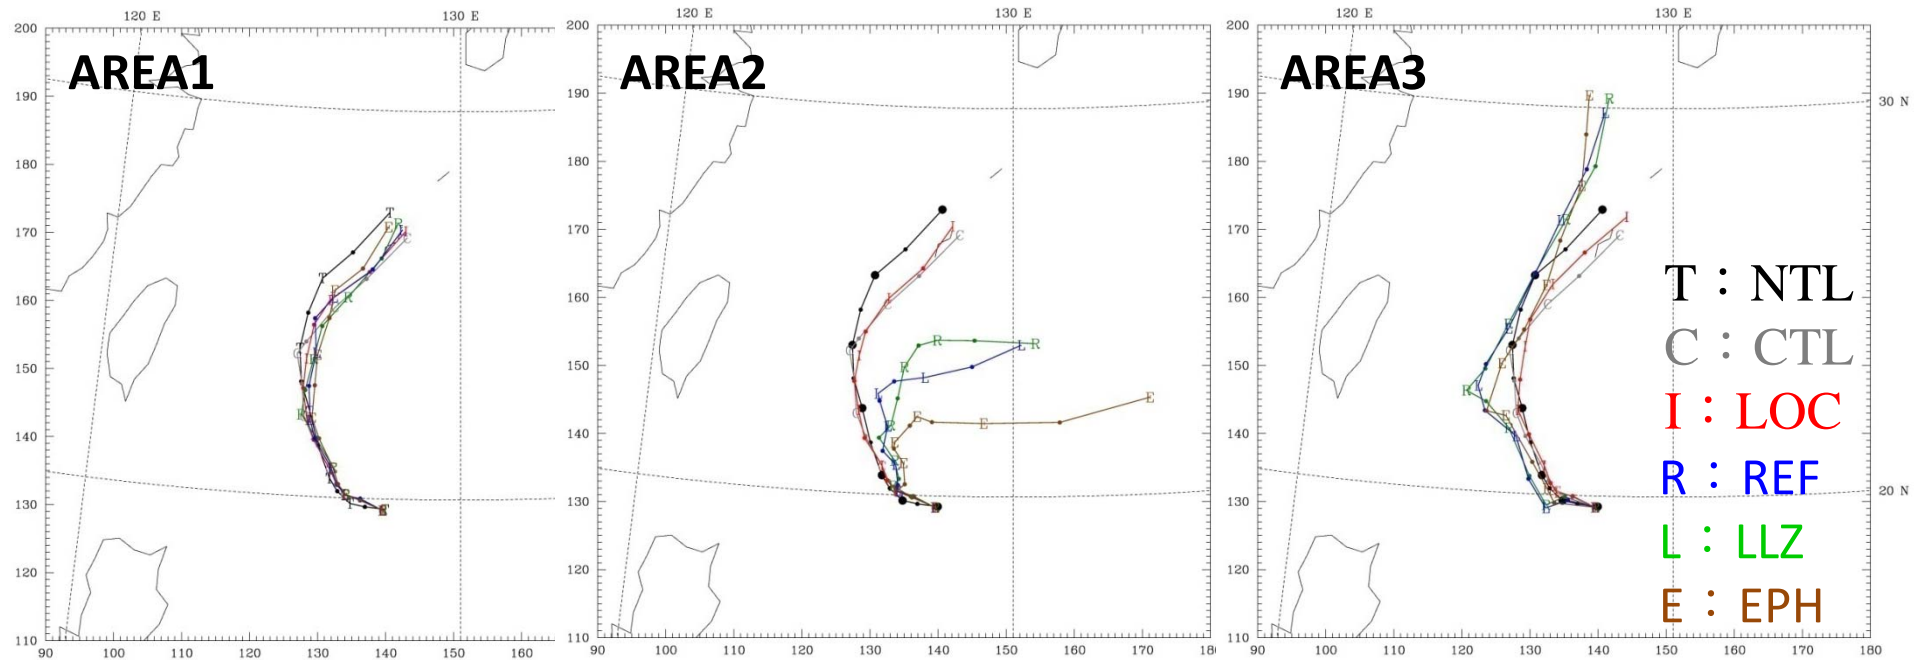 120 E 130 E 120 E 130 E 120 E 130 E
AREA1 AREA2 AREA3
200 190 180 170 160 150 140 130 120 110
90 100 110 120 130 140 150 160
200 190 180 170 160 150 140 130 120 110
90 100 110 120 130 140 150 160 170 18
200 190 180 170 160 150 140 130 120 110
90 100 110 120 130 140 150 160 170 180
30 N
20 N
T : NTL
C : CTL
I : LOC
R : REF
L : LLZ
E : EPH